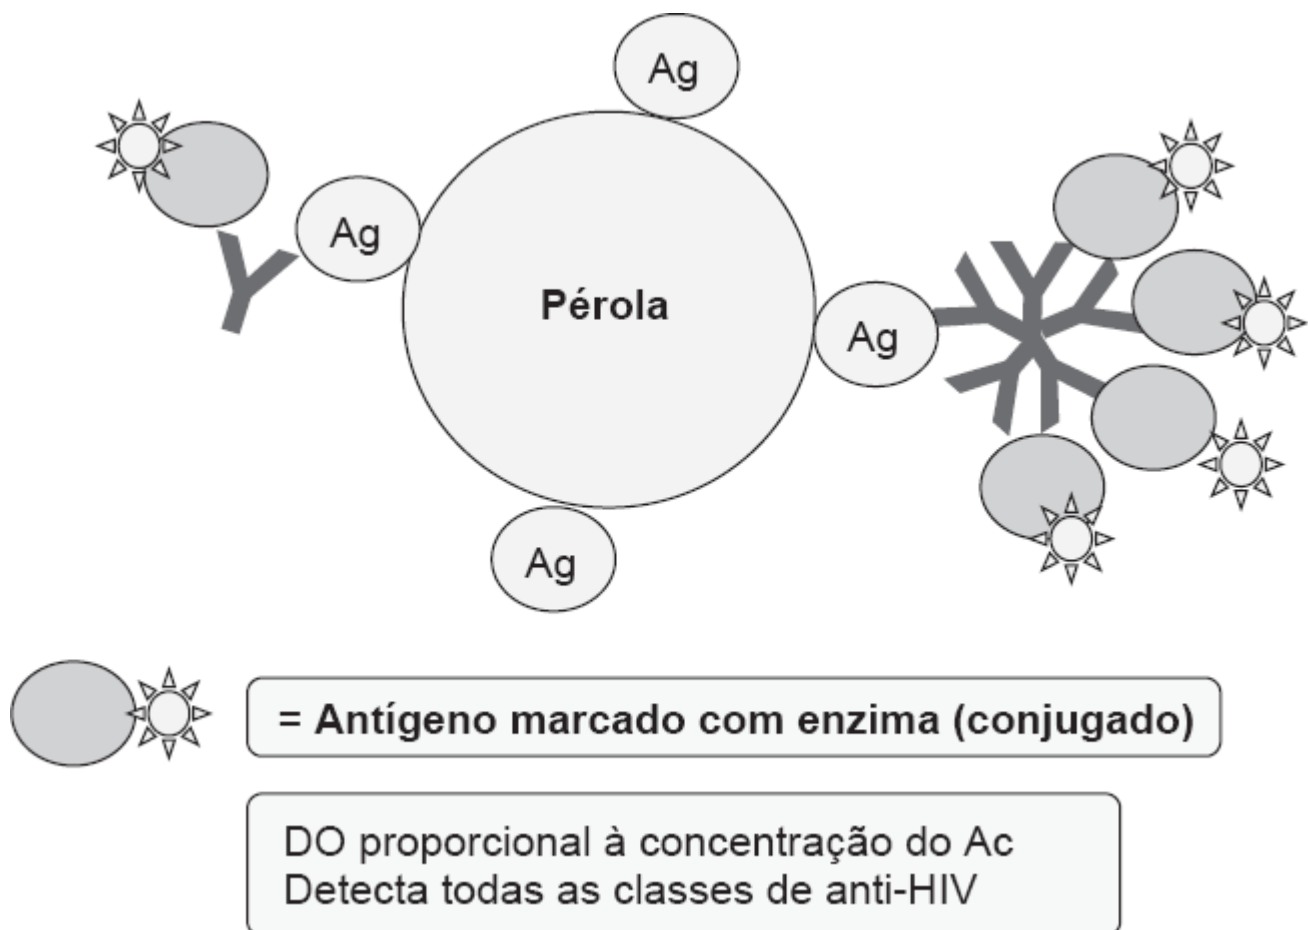 Ag
Ag
Pérola
Ag
Ag
= Antígeno marcado com enzima (conjugado)
DO proporcional à concentração do Ac
Detecta todas as classes de anti-HIV